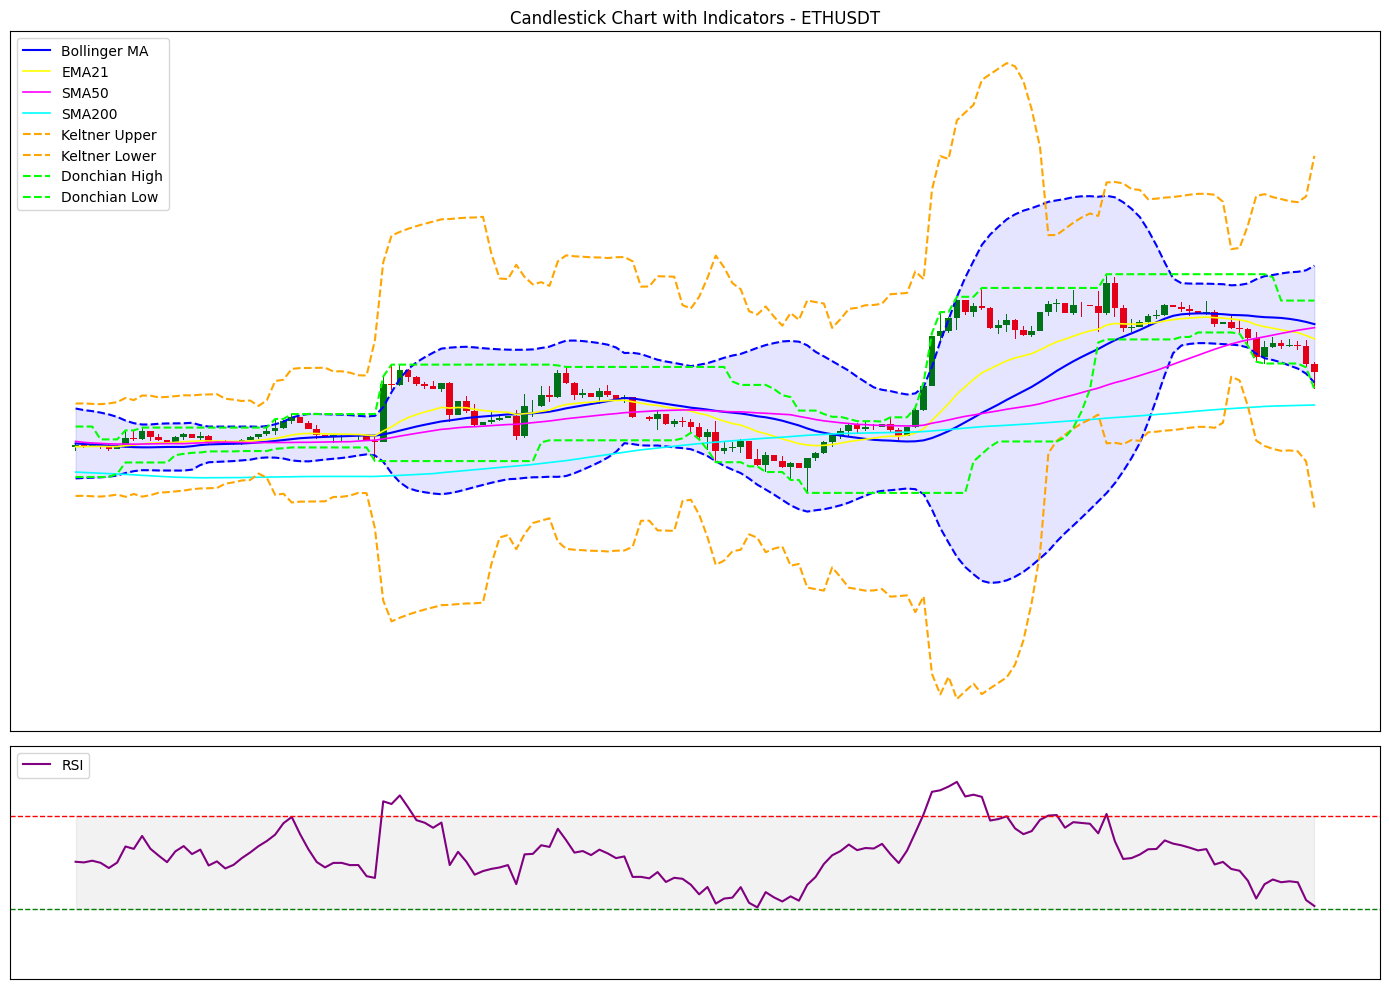 Candlestick Chart with Indicators - ETHUSDT
Bollinger MA
EMA21
SMA50
SMA200
Keltner Upper
Keltner Lower
Donchian High
Donchian Low
RSI